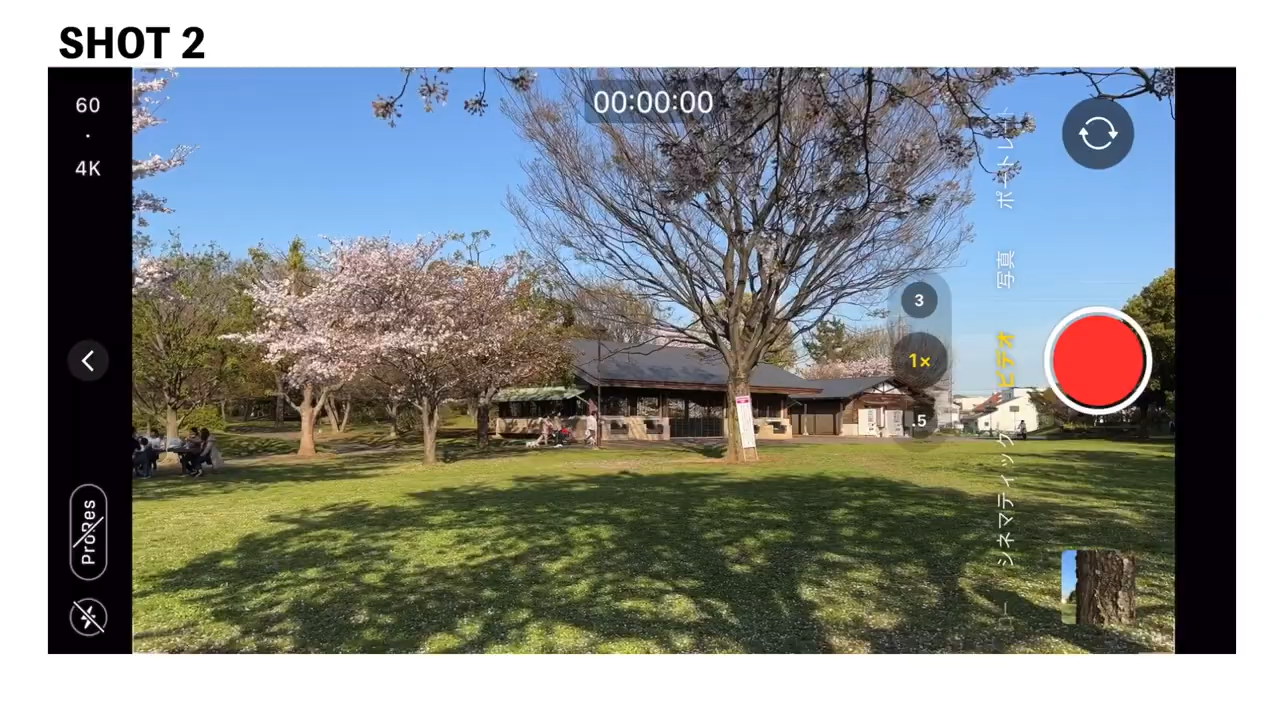 SHOT 2
60
4K
00:00:00
ポートレート
写真
3
1×
ビデオ
.5
シネマティック
ProRes